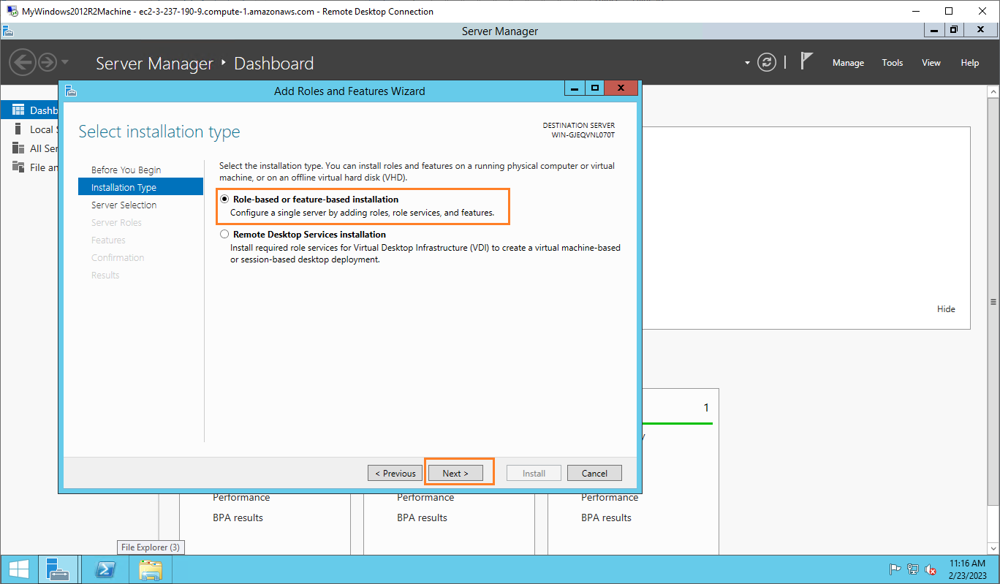 MyWindows2012R2Machine - ec2-3-237-190-9.compute-1.amazonaws.com - Remote Desktop Connection
Server Manager
Server Manager ‣ Dashboard
Manage Tools View Help
Add Roles and Features Wizard
Dashb
Local S
All Ser
File an
Select installation type
DESTINATION SERVER
WIN-GJEQVNL070T
Before You Begin
Installation Type
Server Selection
Server Roles
Features
Confirmation
Results
Select the installation type. You can install roles and features on a running physical computer or virtual
machine, or on an offline virtual hard disk (VHD).
Role-based or feature-based installation
Configure a single server by adding roles, role services, and features.
Remote Desktop Services installation
Install required role services for Virtual Desktop Infrastructure (VDI) to create a virtual machine-based
or session-based desktop deployment.
Hide
1
< Previous Next > Install Cancel
Performance Performance Performance
BPA results BPA results BPA results
File Explorer (3)
11:16 AM
2/23/2023